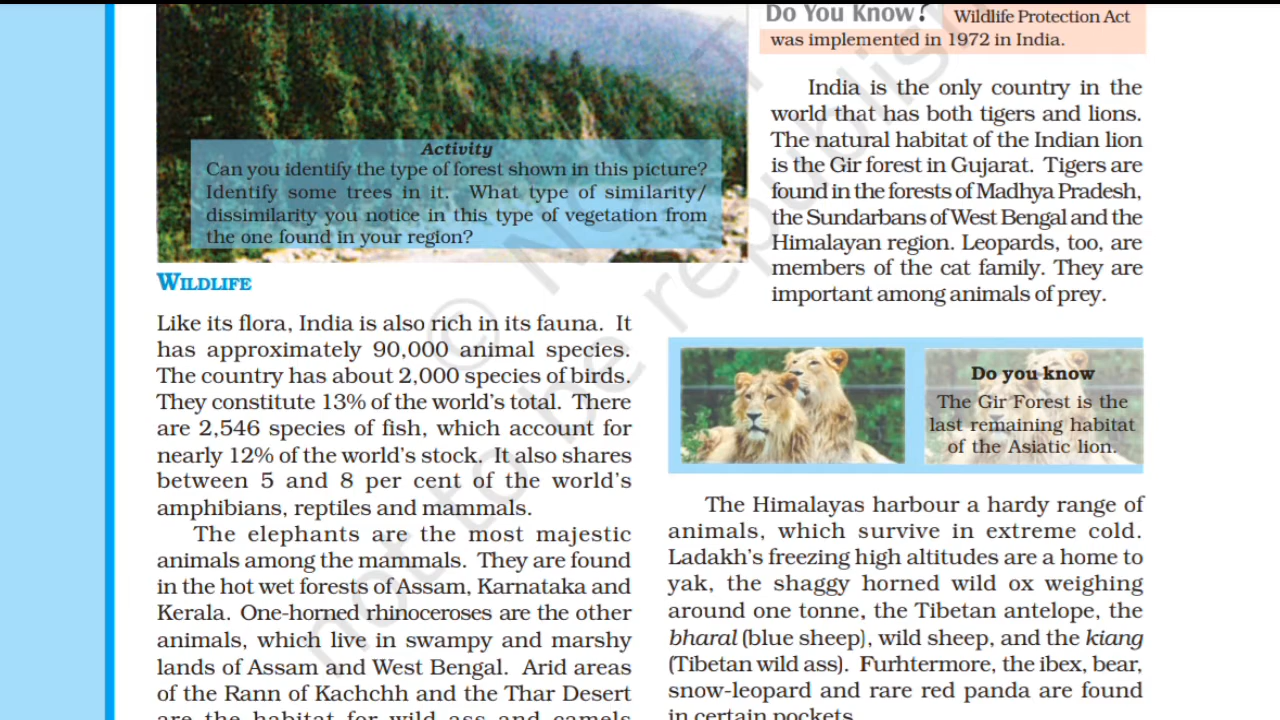 Activity
Can you identify the type of forest shown in this picture?
Identify some trees in it. What type of similarity/
dissimilarity you notice in this type of vegetation from
the one found in your region?
WILDLIFE
Like its flora, India is also rich in its fauna. It
has approximately 90,000 animal species.
The country has about 2,000 species of birds.
They constitute 13% of the world's total. There
are 2,546 species of fish, which account for
nearly 12% of the world's stock. It also shares
between 5 and 8 per cent of the world's
amphibians, reptiles and mammals.
The elephants are the most majestic
animals among the mammals. They are found
in the hot wet forests of Assam, Karnataka and
Kerala. One-horned rhinoceroses are the other
animals, which live in swampy and marshy
lands of Assam and West Bengal. Arid areas
of the Rann of Kachchh and the Thar Desert
are the habitat for wild ass and camels
Do You Know? Wildlife Protection Act
was implemented in 1972 in India.
India is the only country in the
world that has both tigers and lions.
The natural habitat of the Indian lion
is the Gir forest in Gujarat. Tigers are
found in the forests of Madhya Pradesh,
the Sundarbans of West Bengal and the
Himalayan region. Leopards, too, are
members of the cat family. They are
important among animals of prey.
Do you know
The Gir Forest is the
last remaining habitat
of the Asiatic lion.
The Himalayas harbour a hardy range of
animals, which survive in extreme cold.
Ladakh's freezing high altitudes are a home to
yak, the shaggy horned wild ox weighing
around one tonne, the Tibetan antelope, the
bharal (blue sheep), wild sheep, and the kiang
(Tibetan wild ass). Furhtermore, the ibex, bear,
snow-leopard and rare red panda are found
in certain pockets.
not to be republish